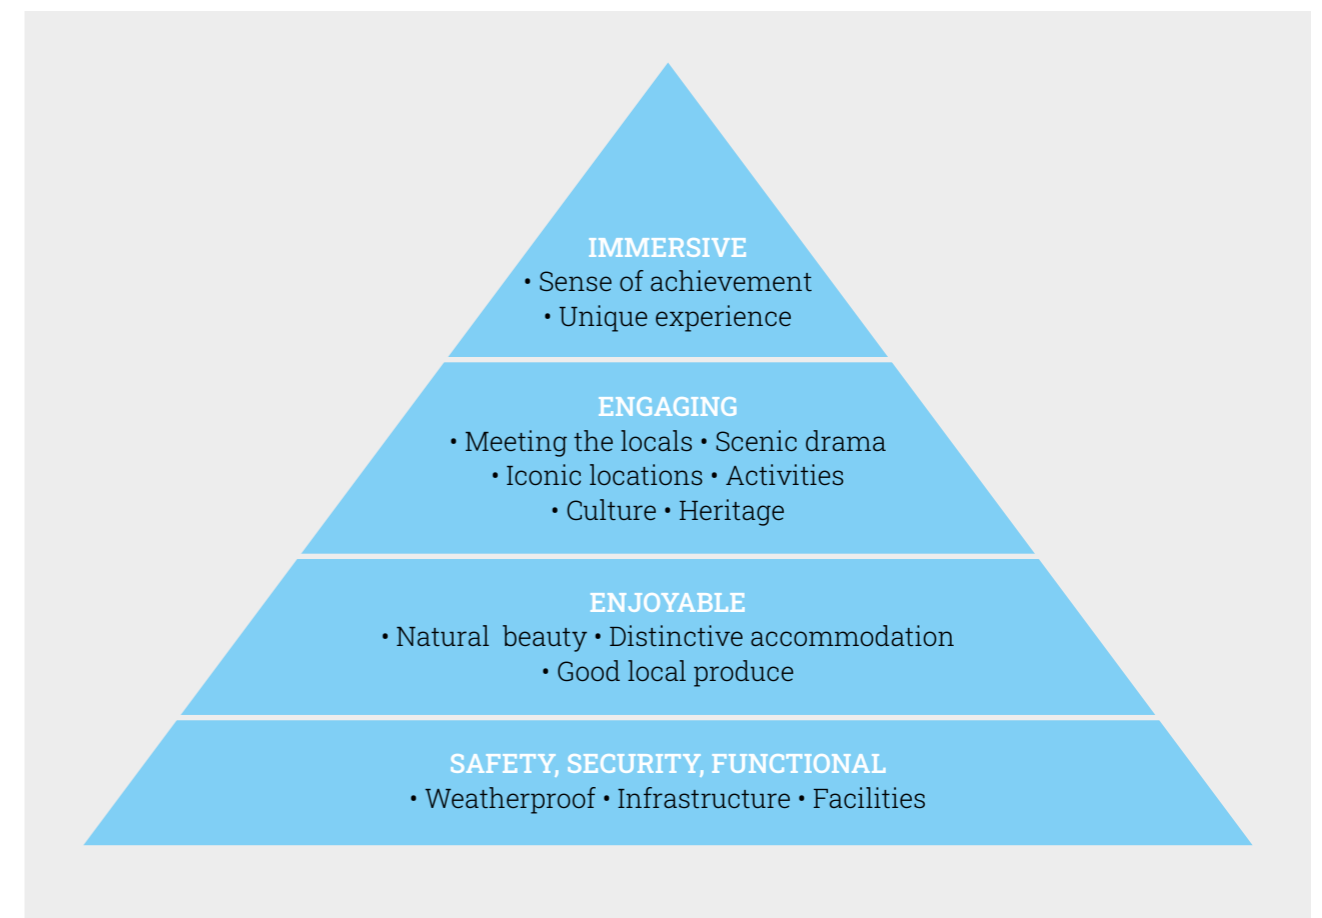 IMMERSIVE
• Sense of achievement
• Unique experience
ENGAGING
• Meeting the locals • Scenic drama
• Iconic locations • Activities
• Culture • Heritage
ENJOYABLE
• Natural  beauty • Distinctive accommodation
• Good local produce
SAFETY, SECURITY, FUNCTIONAL
• Weatherproof • Infrastructure • Facilities